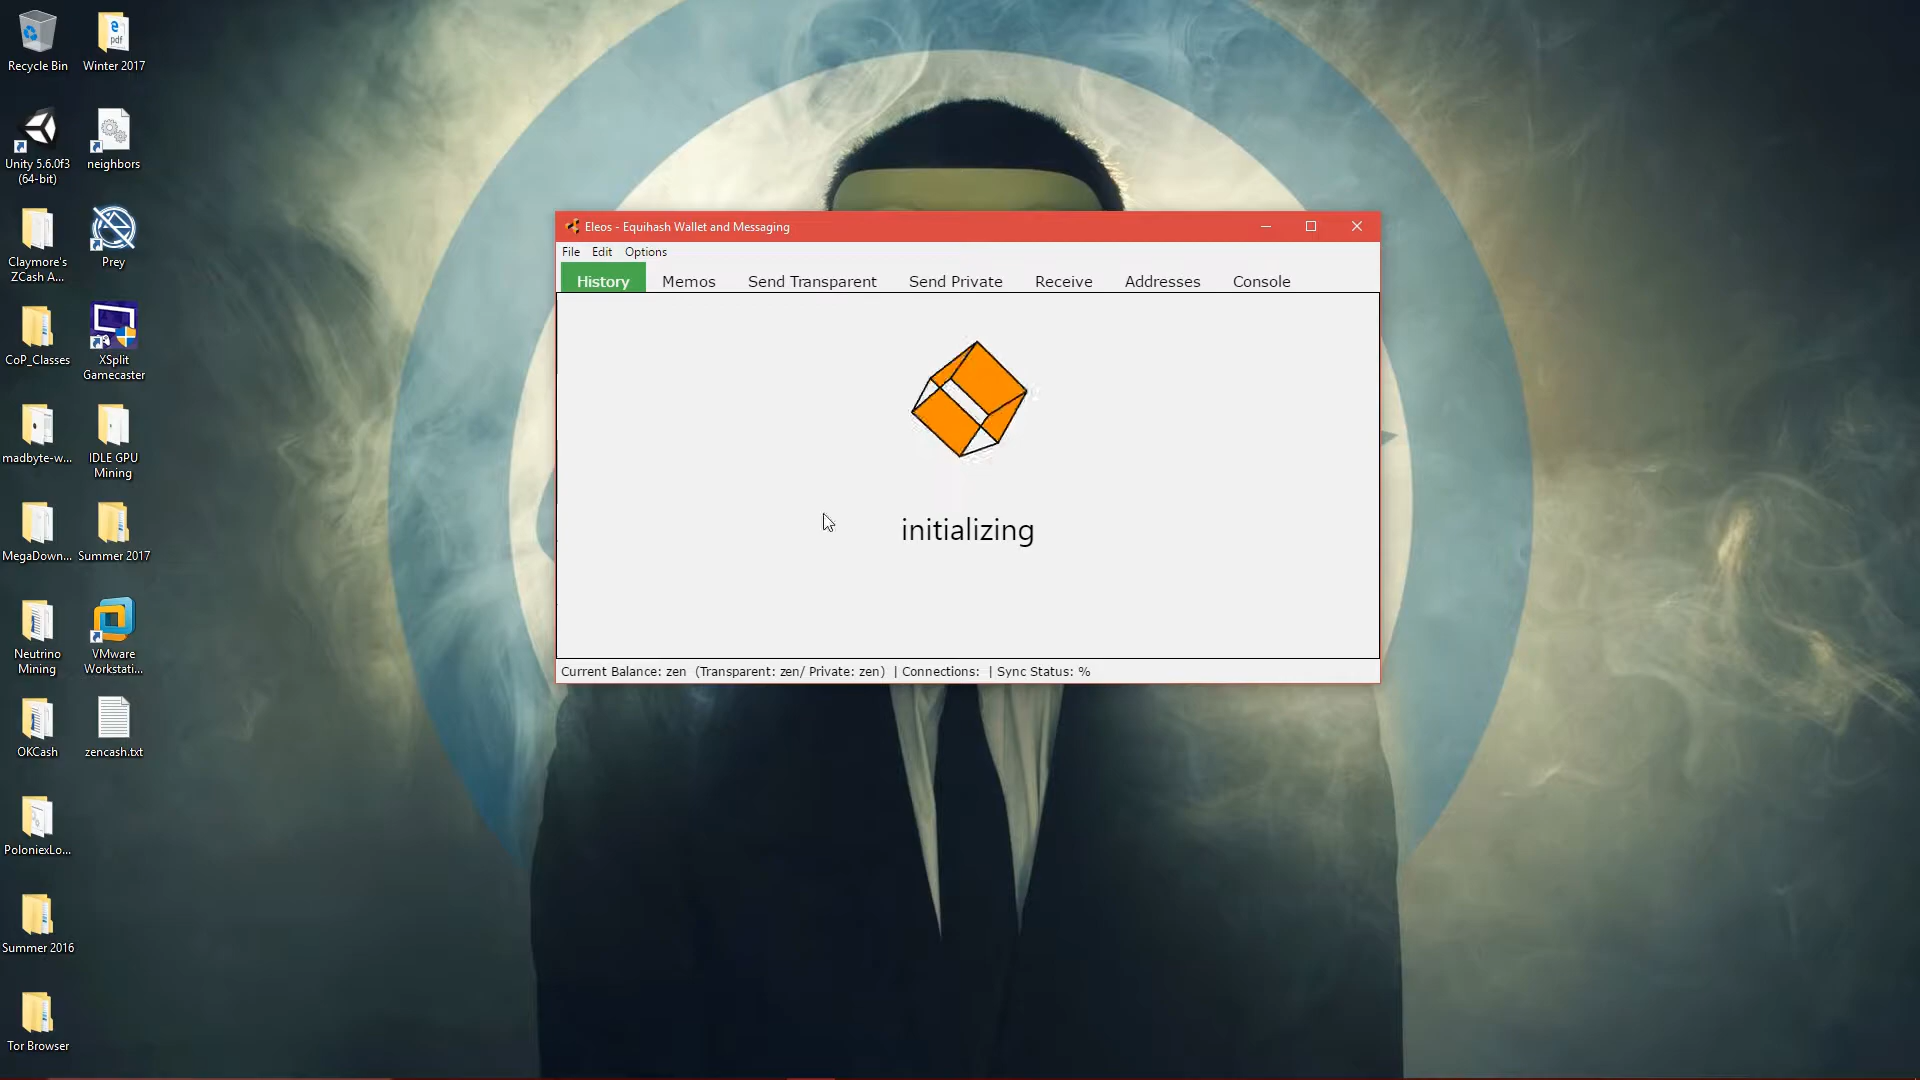 Recycle Bin
Winter 2017
Unity 5.6.0f3
(64-bit)
neighbors
Claymore's
ZCash A...
Prey
CoP_Classes
XSplit
Gamecaster
madbyte-w...
IDLE GPU
Mining
MegaDown...
Summer 2017
Neutrino
Mining
VMware
Workstati...
OKCash
zencash.txt
PoloniexLo...
Summer 2016
Tor Browser
Eleos - Equihash Wallet and Messaging
File Edit Options
History Memos Send Transparent Send Private Receive Addresses Console
initializing
Current Balance: zen (Transparent: zen/ Private: zen) | Connections: | Sync Status: %